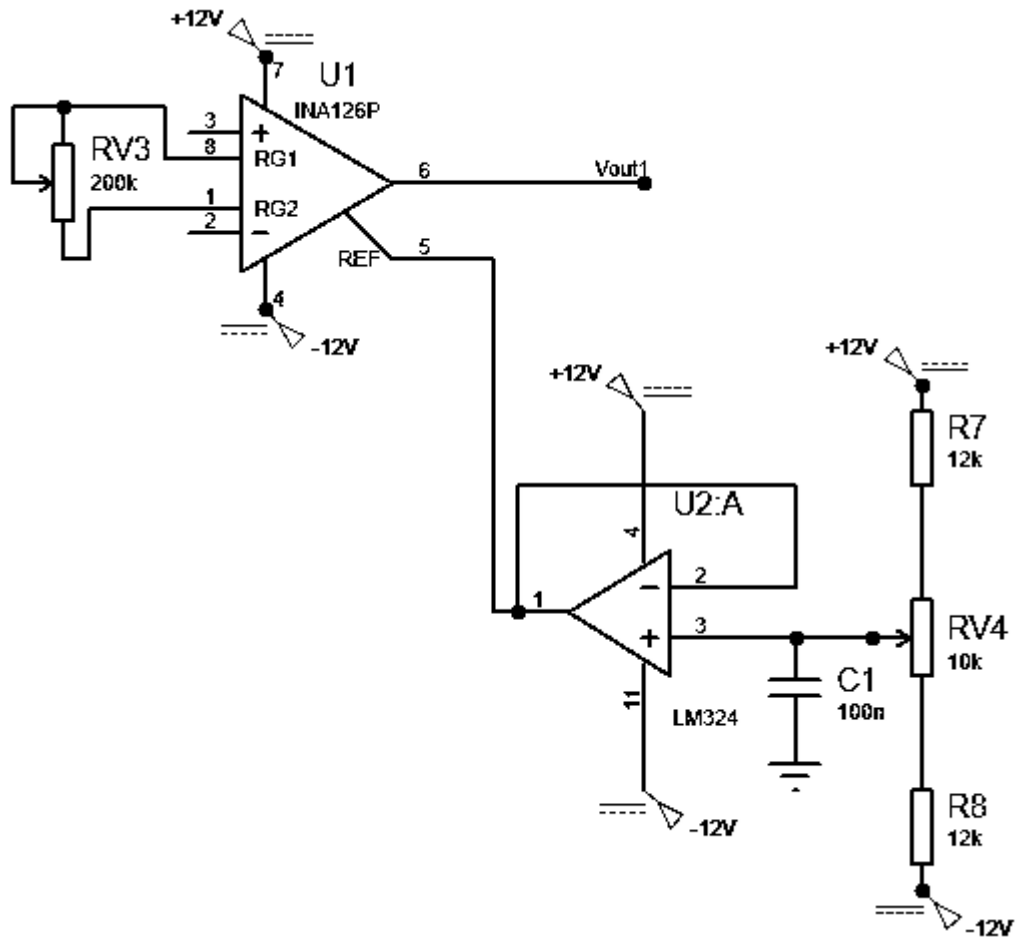 +12V
7
U1
INA126P
3
+
8
RG1
RV3
200k
1
RG2
2
−
6
Vout1
5
REF
4
-12V
+12V
+12V
R7
12k
U2:A
4
2
−
1
3
+
RV4
10k
C1
100n
11
LM324
R8
12k
-12V
-12V